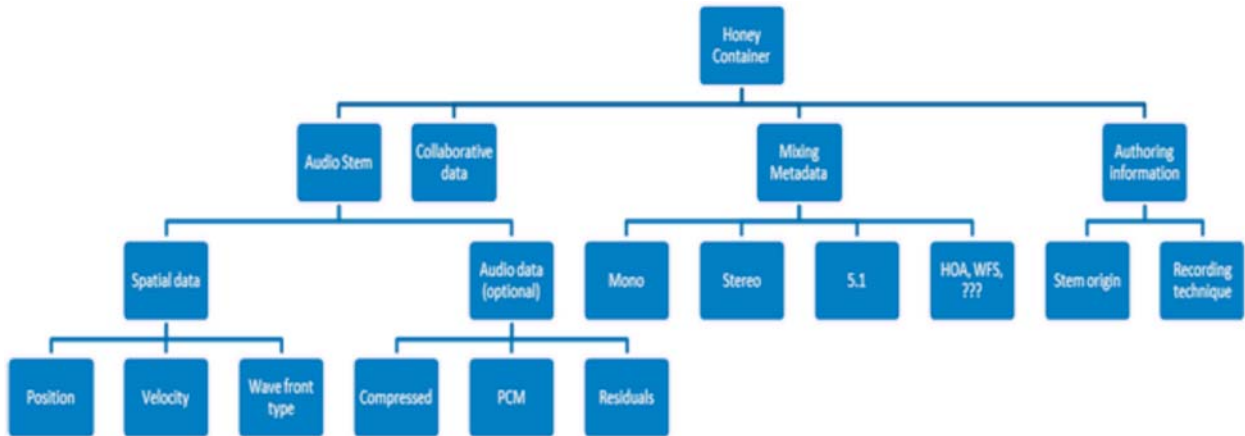 Honey
Container
Audio Stem
Collaborative
data
Mixing
Metadata
Authoring
information
Spatial data
Audio data
(optional)
Mono
Stereo
5.1
HOA, WFS,
???
Stem origin
Recording
technique
Position
Velocity
Wave front
type
Compressed
PCM
Residuals